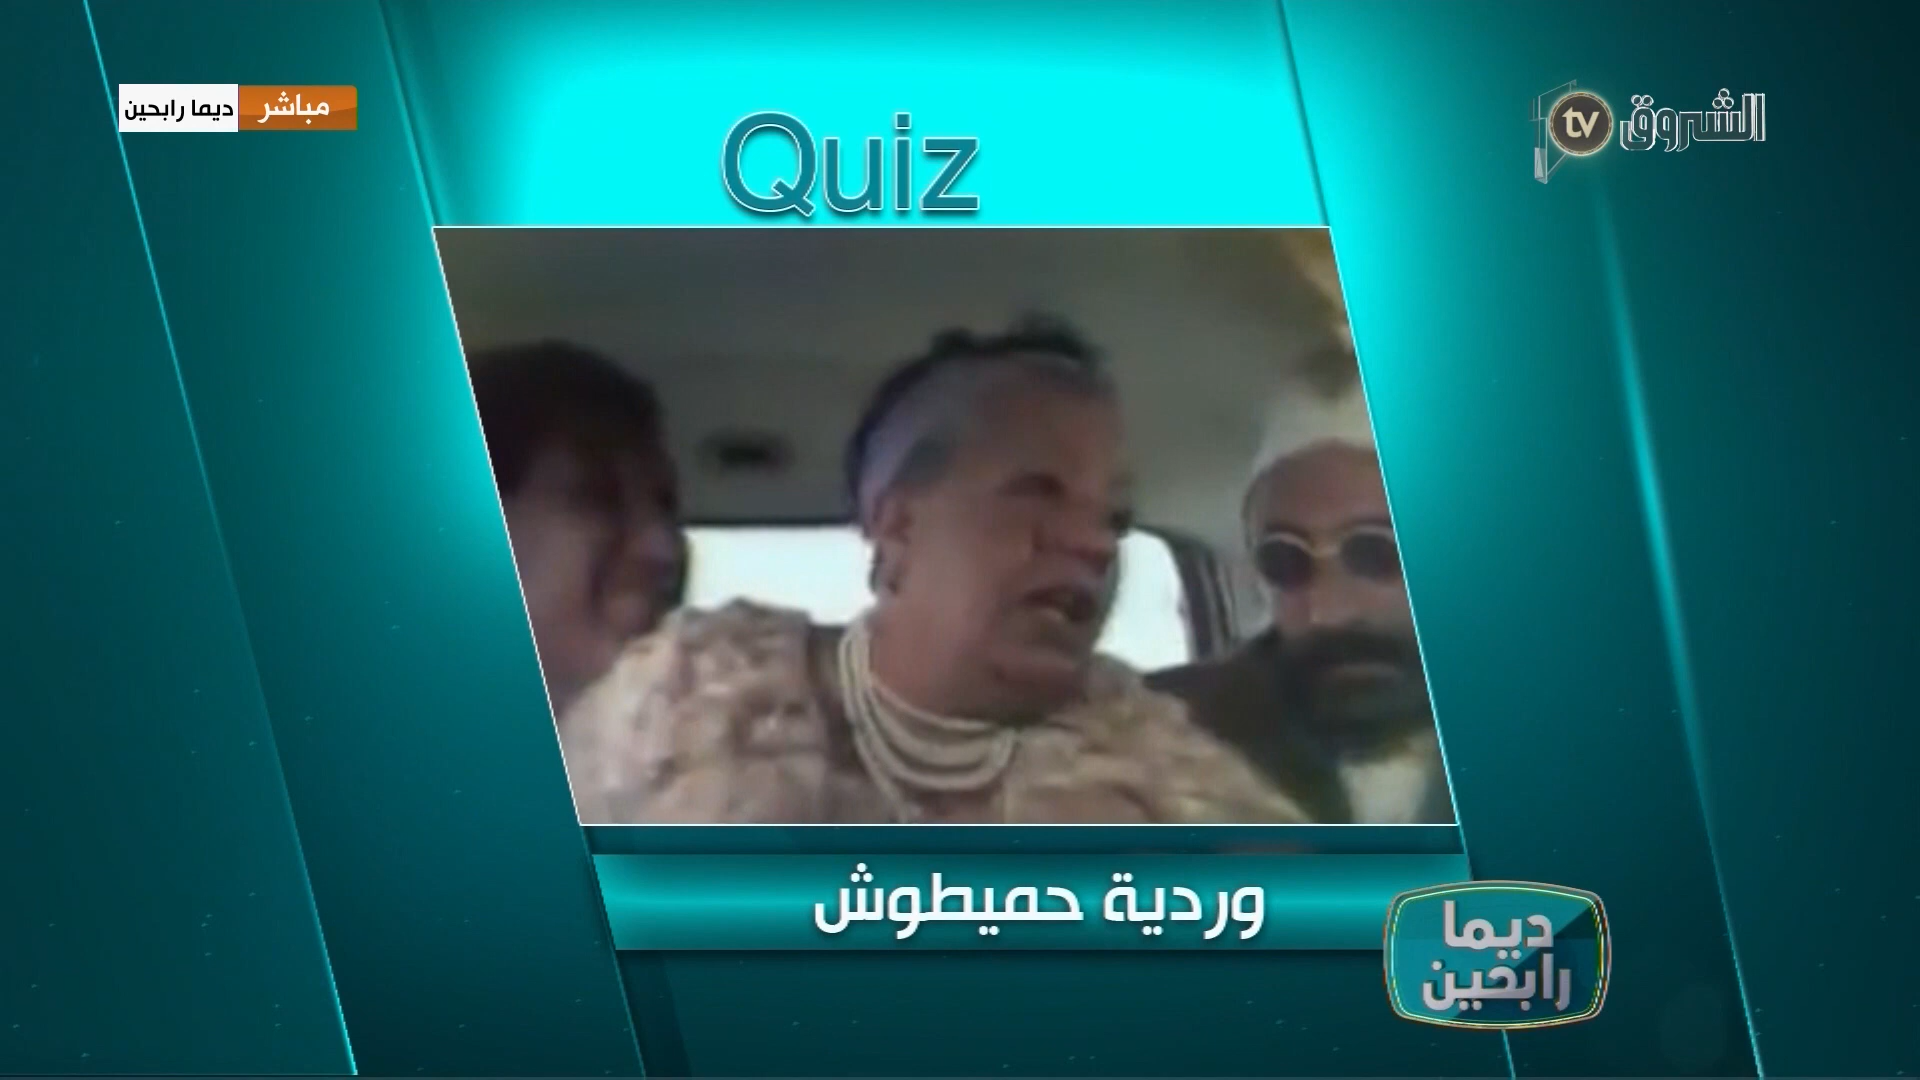 مباشر ديما رابحين
الشروق tv
Quiz
وردية حميطوش
ديما
رابحين